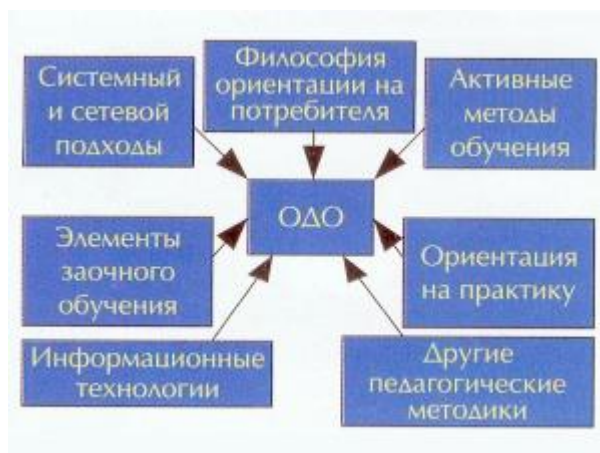 Системный
и сетевой
подходы
Философия
ориентации на
потребителя
Активные
методы
обучения
ОДО
Элементы
заочного
обучения
Ориентация
на практику
Информационные
технологии
Другие
педагогические
методики